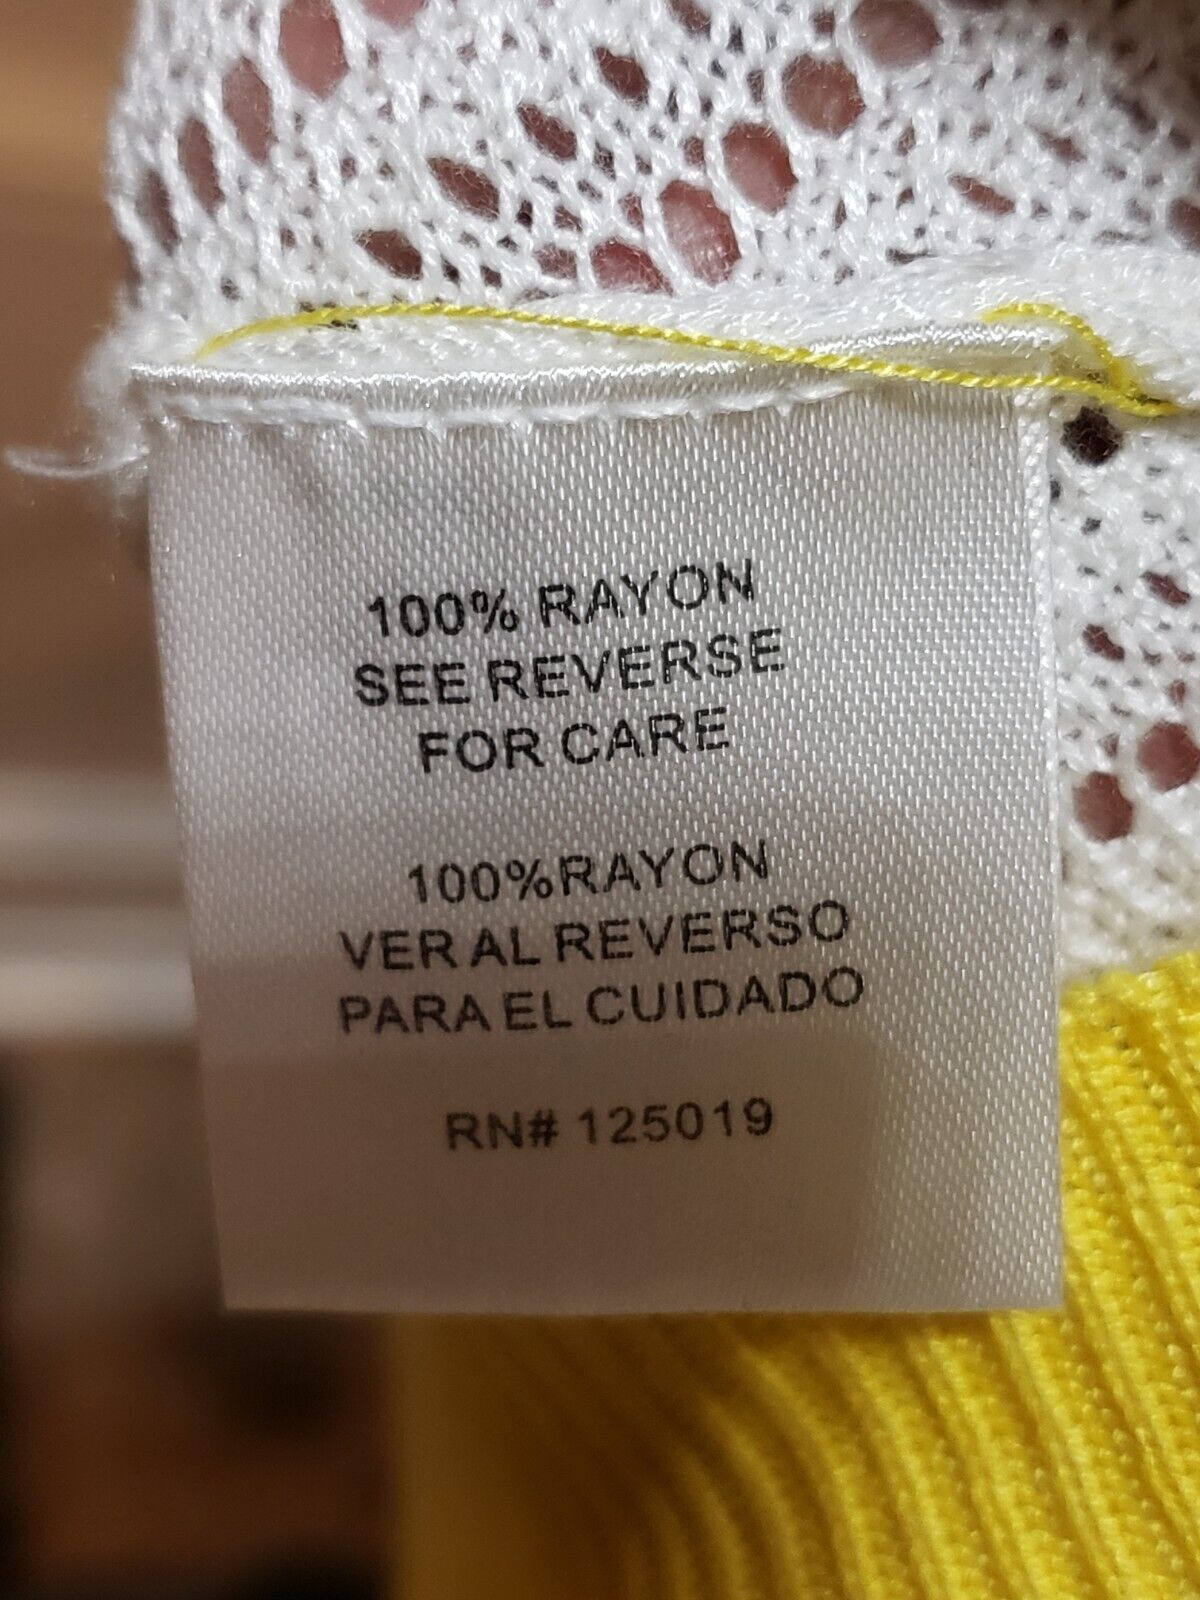 100% RAYON
SEE REVERSE
FOR CARE
100%RAYON
VER AL REVERSO
PARA EL CUIDADO
RN# 125019